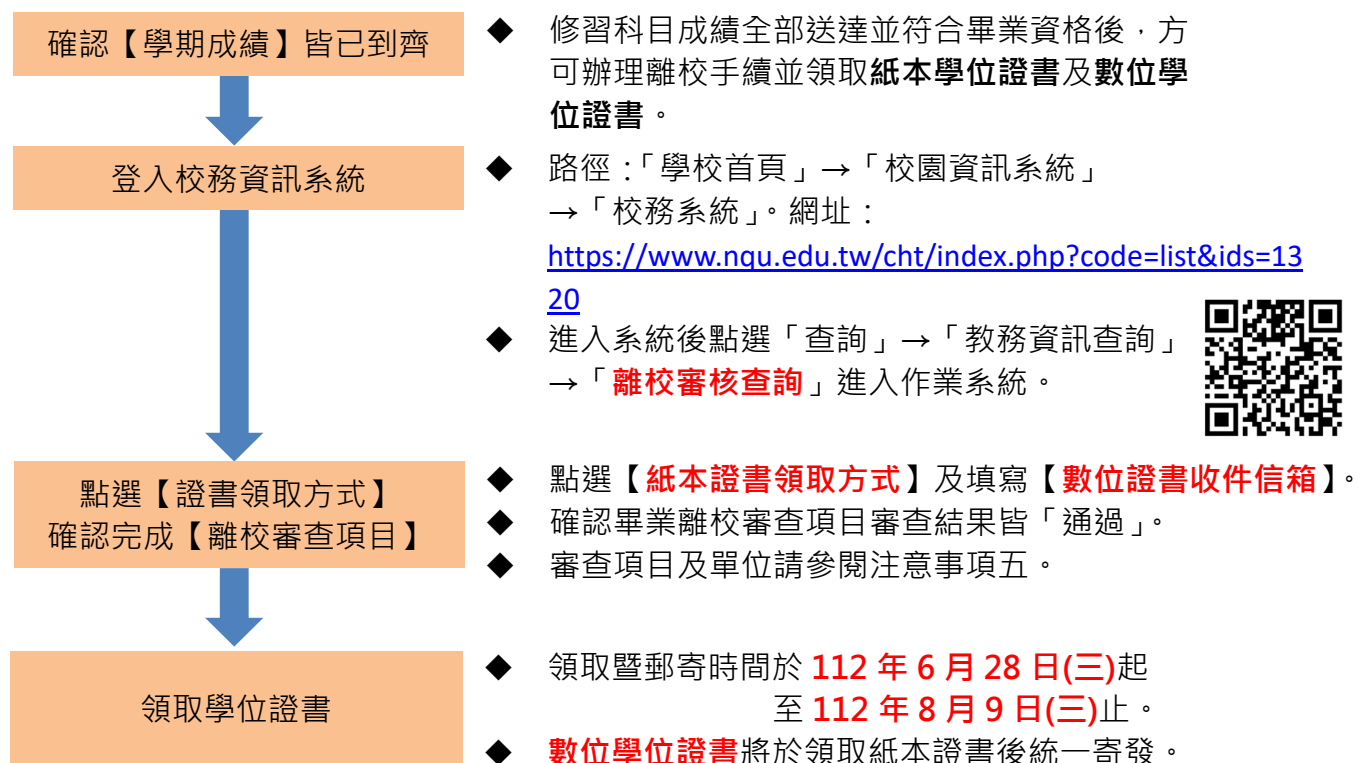 確認【學期成績】皆已到齊
◆ 修習科目成績全部送達並符合畢業資格後，方
可辦理離校手續並領取紙本學位證書及數位學
位證書。
登入校務資訊系統
◆ 路徑：「學校首頁」→「校園資訊系統」
→「校務系統」。網址：
https://www.nqu.edu.tw/cht/index.php?code=list&ids=13
20
◆ 進入系統後點選「查詢」→「教務資訊查詢」
→「離校審核查詢」進入作業系統。
點選【證書領取方式】
確認完成【離校審查項目】
◆ 點選【紙本證書領取方式】及填寫【數位證書收件信箱】。
◆ 確認畢業離校審查項目審查結果皆「通過」。
◆ 審查項目及單位請參閱注意事項五。
領取學位證書
◆ 領取暨郵寄時間於 112 年 6 月 28 日(三)起
至 112 年 8 月 9 日(三)止。
◆ 數位學位證書將於領取紙本證書後統一寄發。